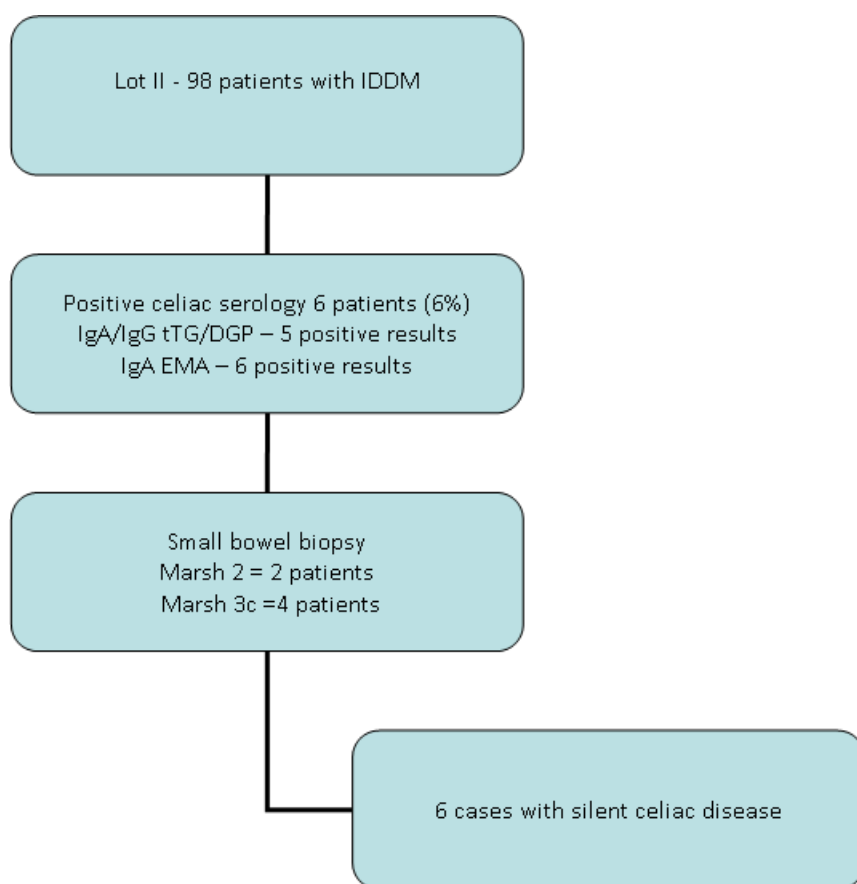 Lot II - 98 patients with IDDM
Positive celiac serology 6 patients (6%)
IgA/IgG tTG/DGP – 5 positive results
IgA EMA – 6 positive results
Small bowel biopsy
Marsh 2 = 2 patients
Marsh 3c =4 patients
6 cases with silent celiac disease